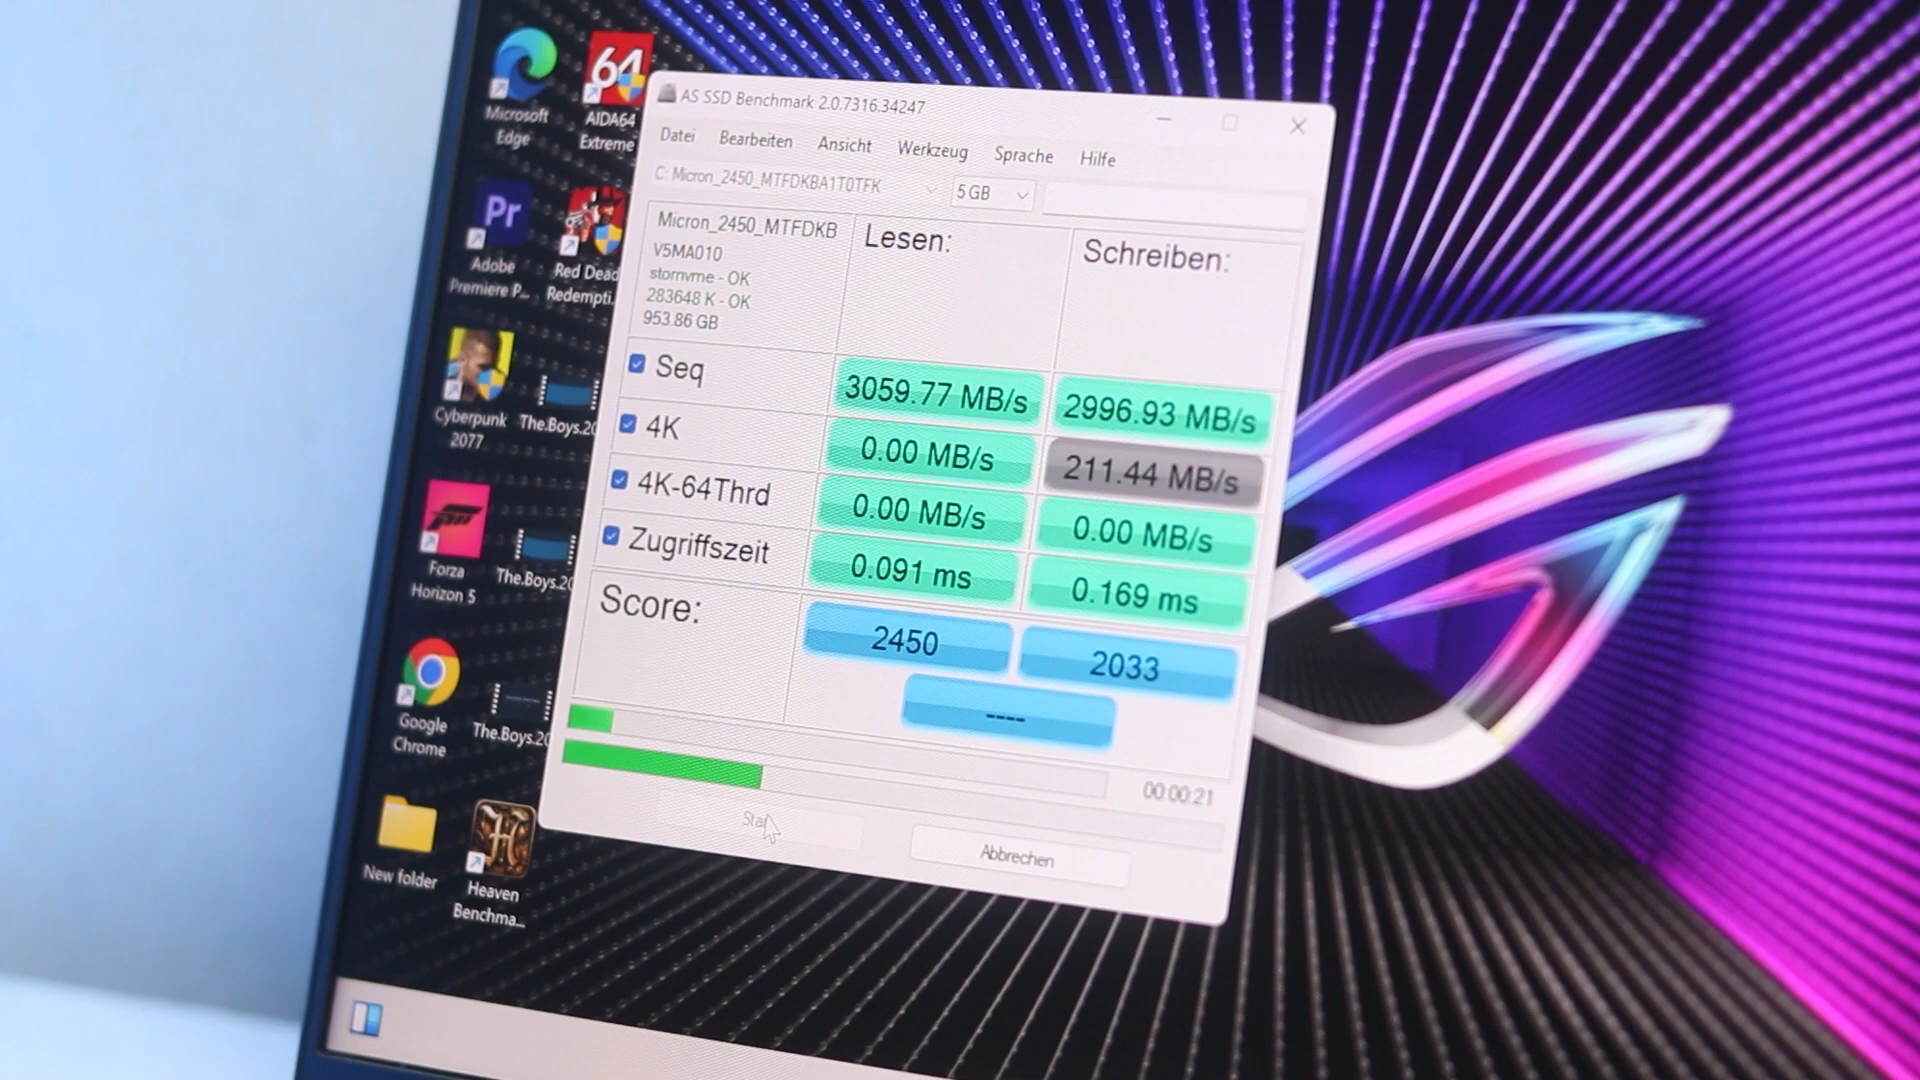 Microsoft
Edge
64
AIDA64
Extreme
Pr
Adobe
Premiere P...
Red Dead
Redempti...
Cyberpunk
2077
The.Boys.20
Forza
Horizon 5
The.Boys.20
Google
Chrome
The.Boys.20
New folder
Heaven
Benchma...
AS SSD Benchmark 2.0.7316.34247
Datei Bearbeiten Ansicht Werkzeug Sprache Hilfe
C: Micron_2450_MTFDKBA1T0TFK 5 GB
Micron_2450_MTFDKB
V5MA010
stornvme - OK
283648 K - OK
953.86 GB
Lesen: Schreiben:
Seq 3059.77 MB/s 2996.93 MB/s
4K 0.00 MB/s 211.44 MB/s
4K-64Thrd 0.00 MB/s 0.00 MB/s
Zugriffszeit 0.091 ms 0.169 ms
Score: 2450 2033
----
00:00:21
Abbrechen